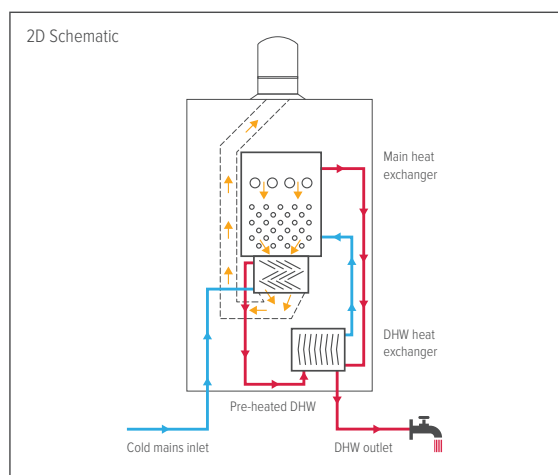 2D Schematic
Main heat
exchanger
DHW heat
exchanger
Pre-heated DHW
Cold mains inlet
DHW outlet